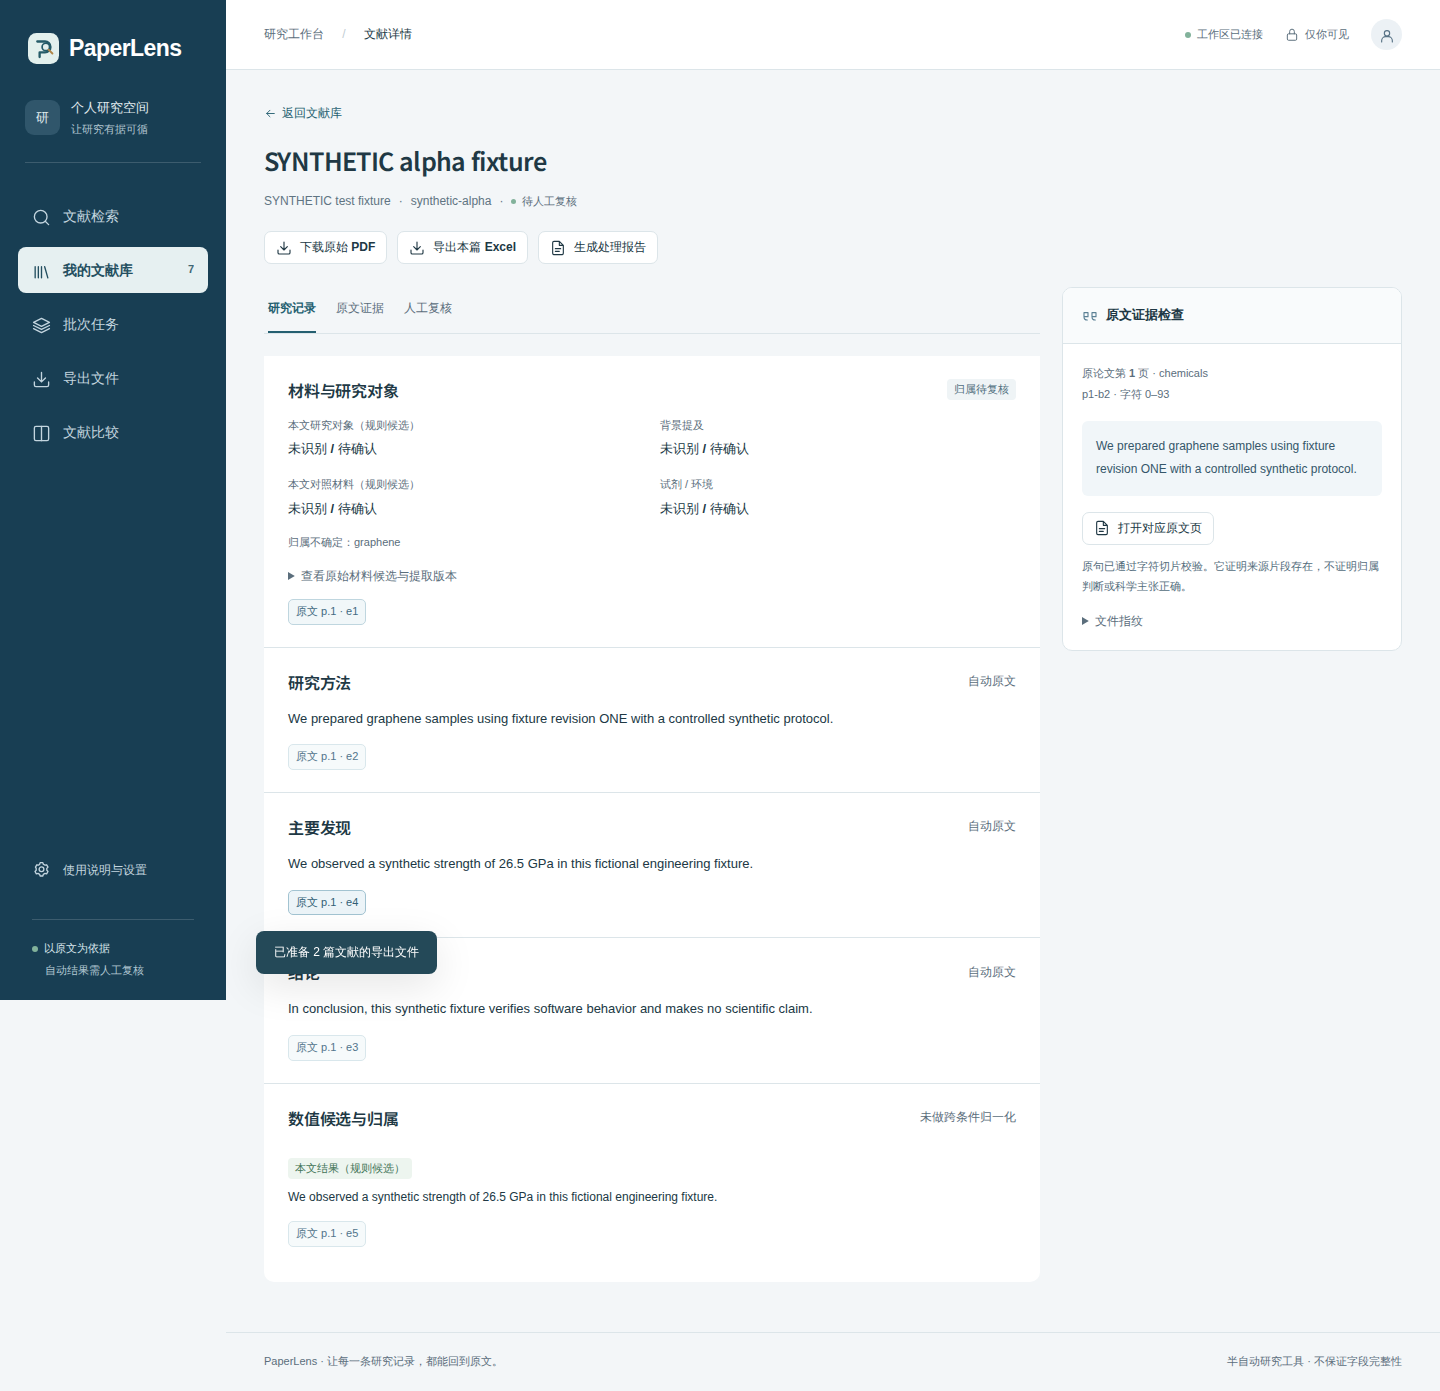 PaperLens
研
个人研究空间
让研究有据可循
文献检索
我的文献库 7
批次任务
导出文件
文献比较
使用说明与设置
以原文为依据
自动结果需人工复核
研究工作台 / 文献详情
工作区已连接
仅你可见
← 返回文献库
SYNTHETIC alpha fixture
SYNTHETIC test fixture · synthetic-alpha · 待人工复核
下载原始 PDF
导出本篇 Excel
生成处理报告
研究记录 原文证据 人工复核
材料与研究对象
归属待复核
本文研究对象（规则候选）
未识别 / 待确认
背景提及
未识别 / 待确认
本文对照材料（规则候选）
未识别 / 待确认
试剂 / 环境
未识别 / 待确认
归属不确定：graphene
查看原始材料候选与提取版本
原文 p.1 · e1
研究方法
自动原文
We prepared graphene samples using fixture revision ONE with a controlled synthetic protocol.
原文 p.1 · e2
主要发现
自动原文
We observed a synthetic strength of 26.5 GPa in this fictional engineering fixture.
原文 p.1 · e4
已准备 2 篇文献的导出文件
自动原文
In conclusion, this synthetic fixture verifies software behavior and makes no scientific claim.
原文 p.1 · e3
数值候选与归属
未做跨条件归一化
本文结果（规则候选）
We observed a synthetic strength of 26.5 GPa in this fictional engineering fixture.
原文 p.1 · e5
原文证据检查
原论文第 1 页 · chemicals
p1-b2 · 字符 0–93
We prepared graphene samples using fixture
revision ONE with a controlled synthetic protocol.
打开对应原文页
原句已通过字符切片校验。它证明来源片段存在，不证明归属
判断或科学主张正确。
文件指纹
PaperLens · 让每一条研究记录，都能回到原文。
半自动研究工具 · 不保证字段完整性